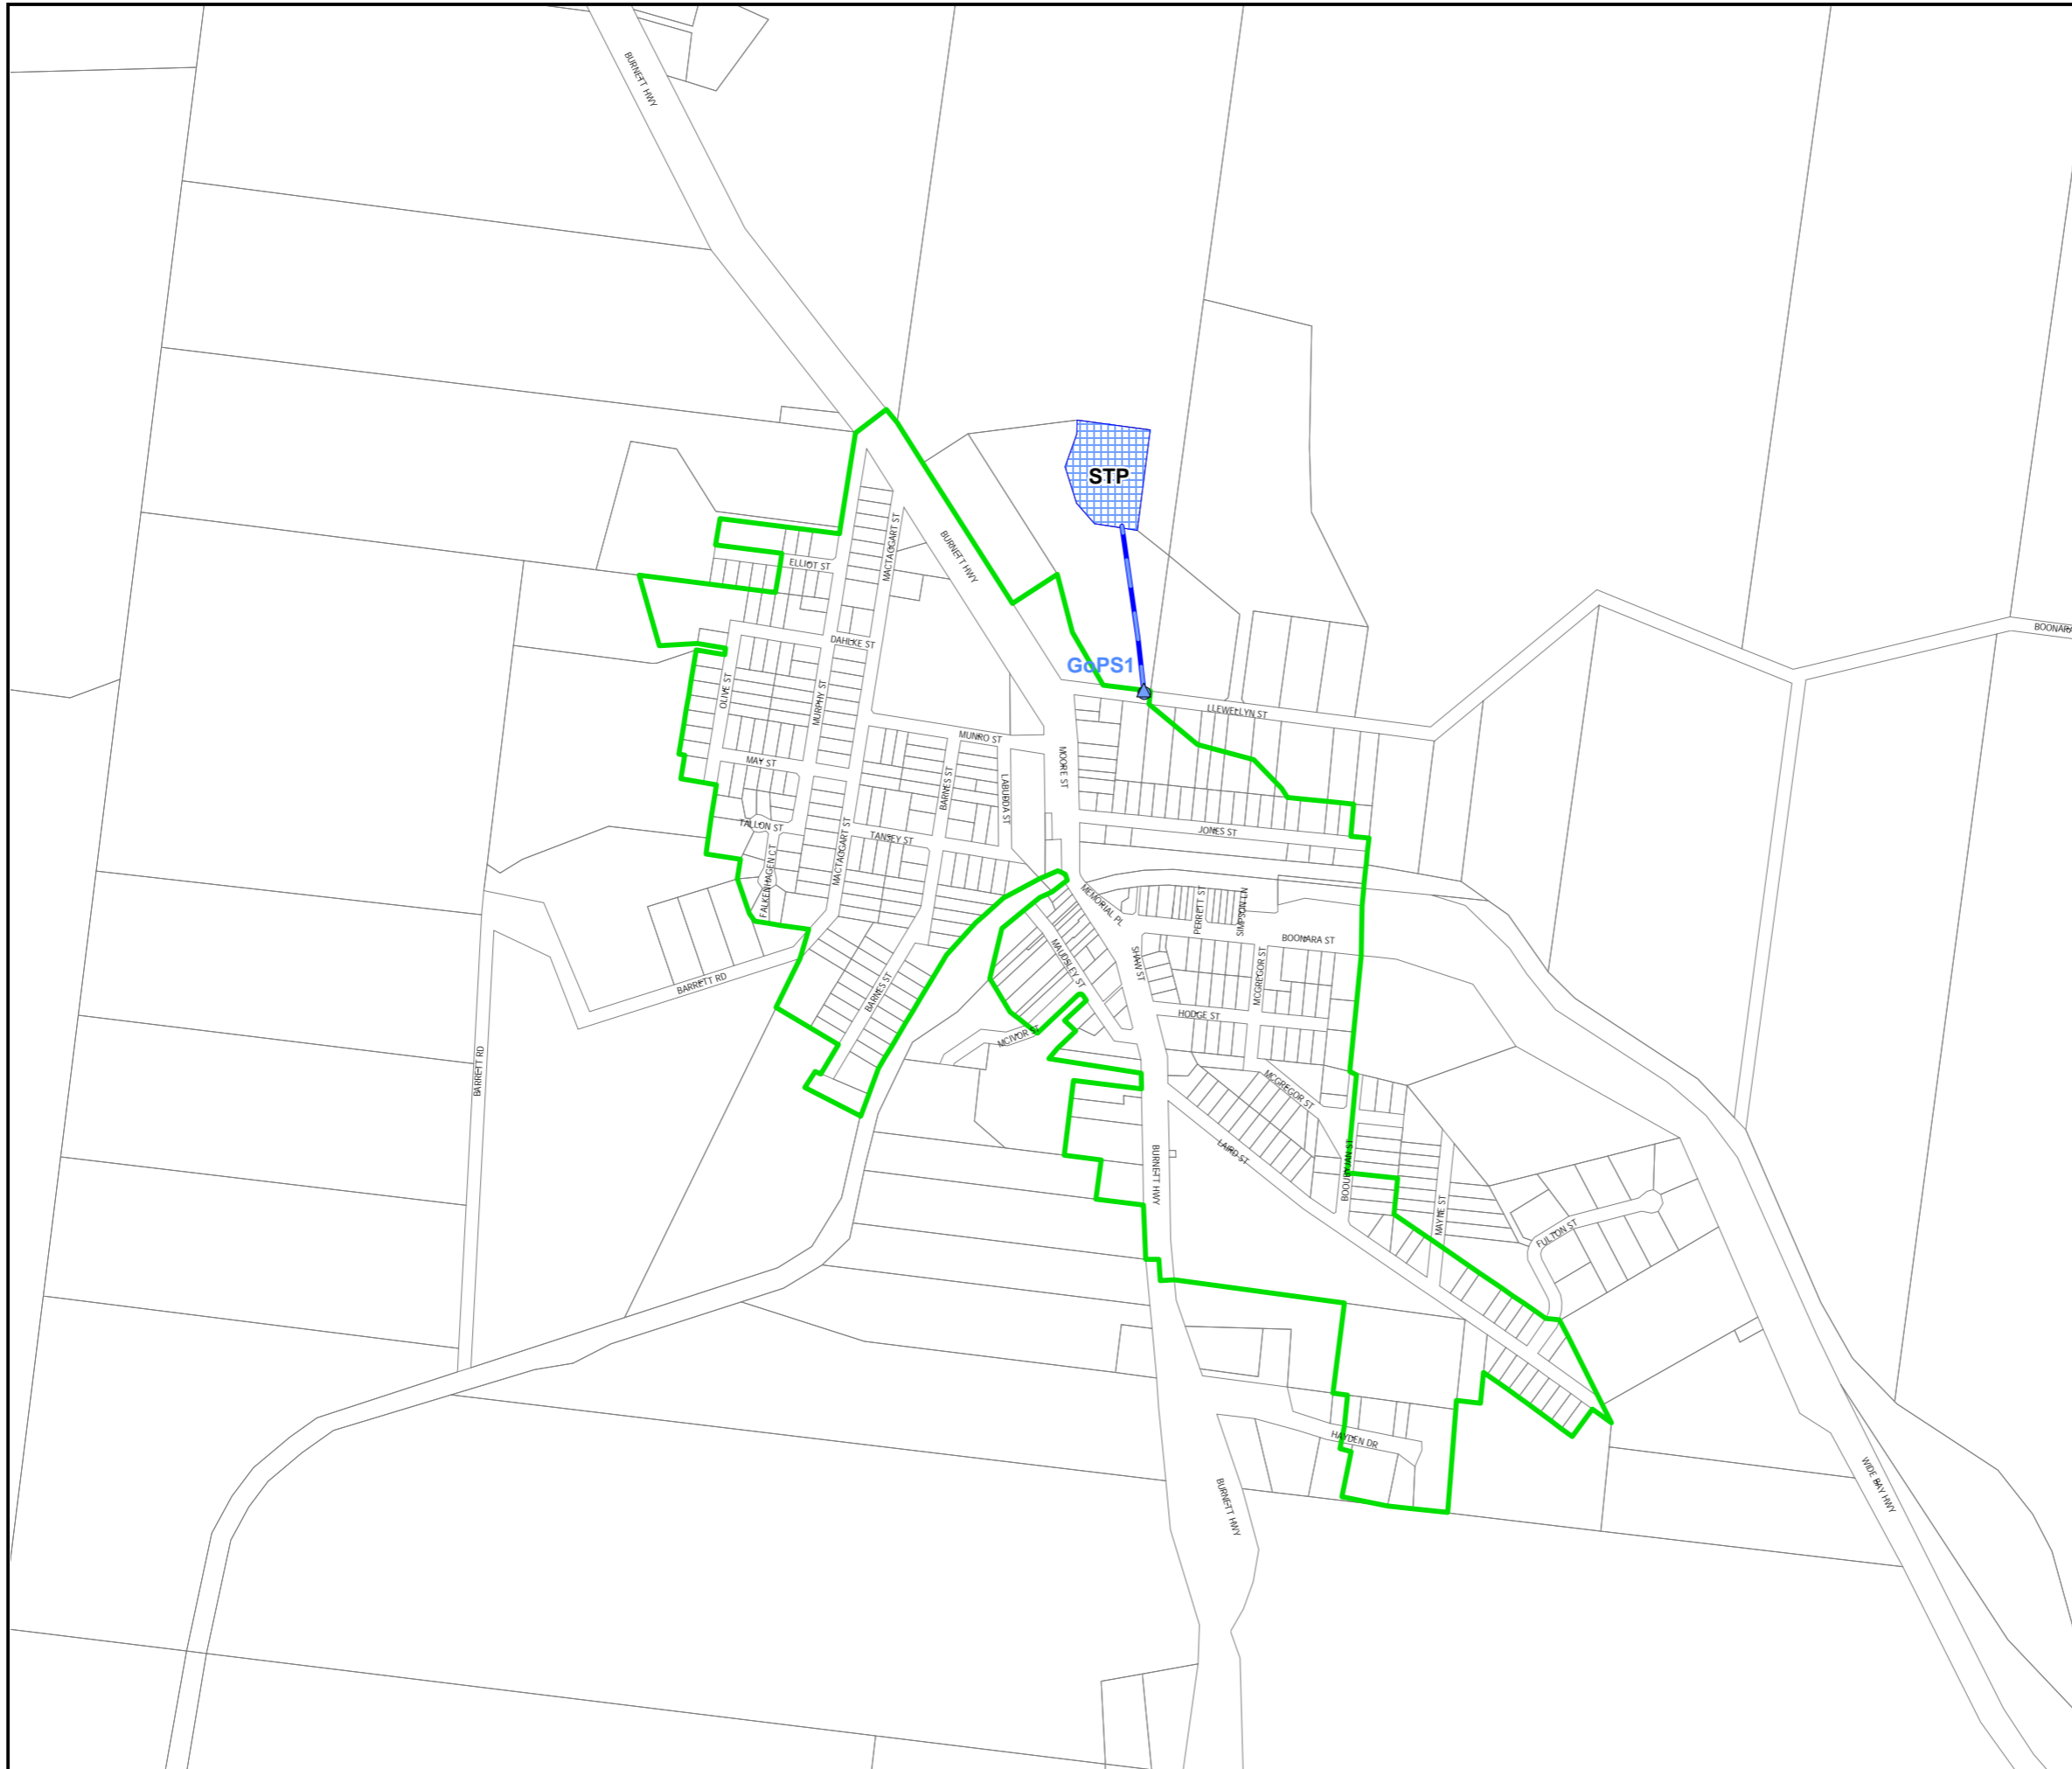 BURNETT HWY
STP
MACTAGGART ST
BURNETT HWY
ELLIOT ST
DAHLKE ST
BOONAR
GoPS1
OLIVE ST
MURPHY ST
LLEWELLYN ST
MUNRO ST
MOORE ST
MAY ST
BARNES ST
LABUDDA ST
TALLON ST
TANSEY ST
JONES ST
MACTAGGART ST
FALKENHAGEN CT
MEMORIAL PL
PERRETT ST
SIMPSON LN
BOONARA ST
MAUDSLEY ST
SHAW ST
MCGREGOR ST
BARRETT RD
BARNES ST
HODGE ST
MCIVOR ST
BARRETT RD
MCGREGOR ST
LAIRD ST
BURNETT HWY
MAYNE ST
FULTON ST
HAYDEN DR
BURNETT HWY
WIDE BAY HWY